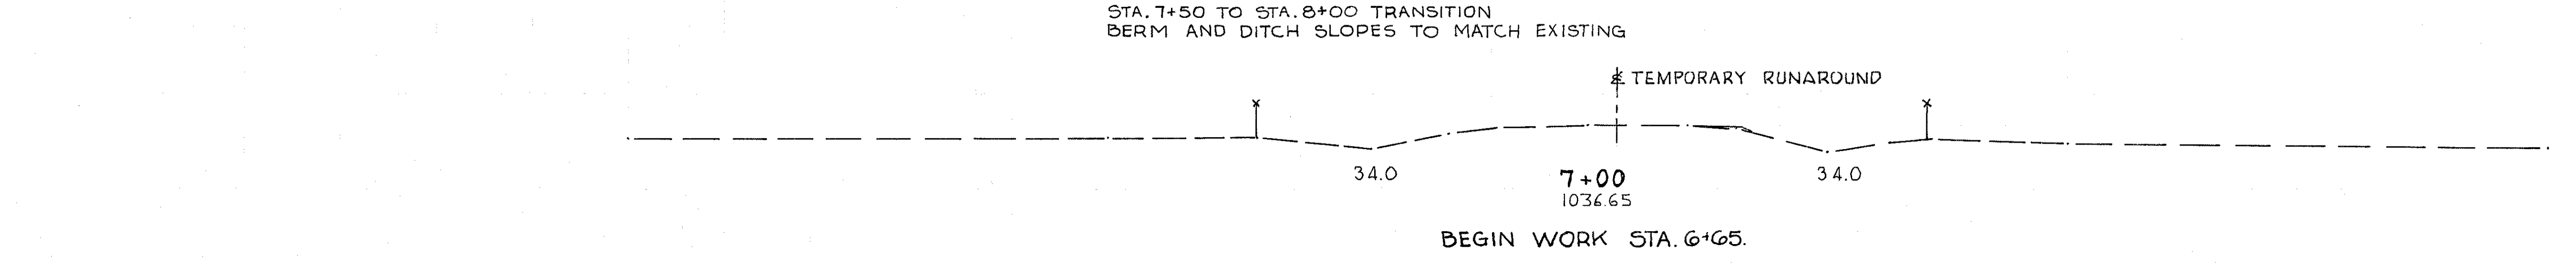 STA. 7+50 TO STA. 8+00 TRANSITION
BERM AND DITCH SLOPES TO MATCH EXISTING
℄ TEMPORARY RUNAROUND
34.0
7+00
34.0
1036.65
BEGIN WORK STA. 6+65.